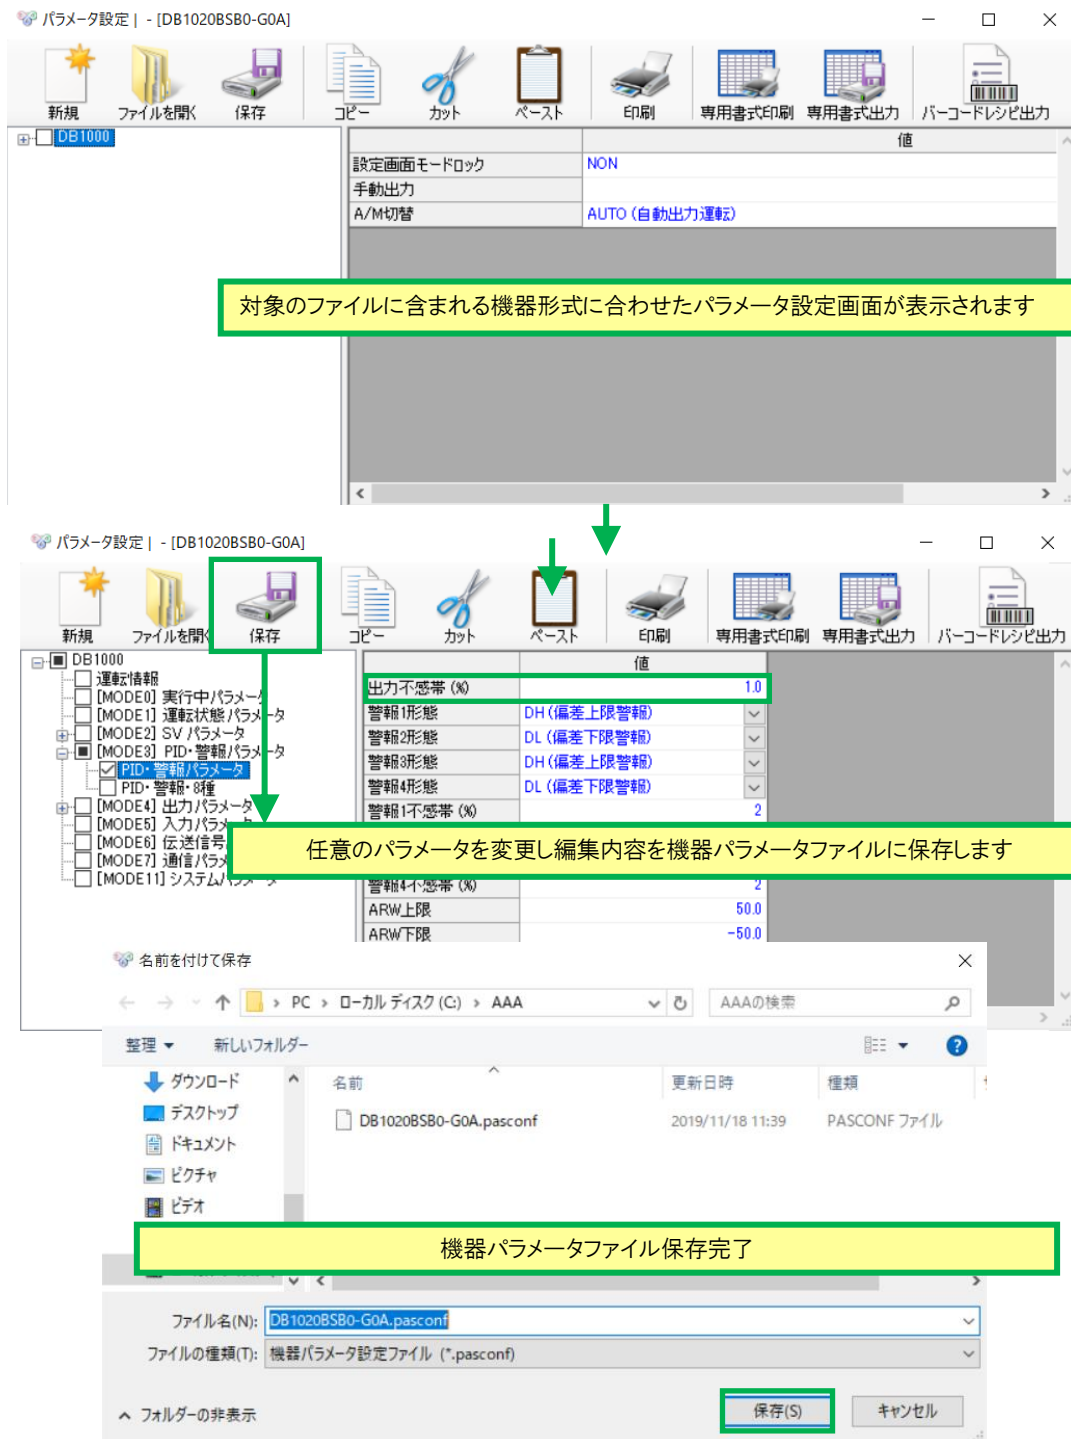 パラメータ設定 | - [DB1020BSB0-G0A]
新規 ファイルを開く 保存 コピー カット ペースト 印刷 専用書式印刷 専用書式出力 バーコードレシピ出力
DB1000
値
設定画面モードロック NON
手動出力
A/M切替 AUTO (自動出力運転)
対象のファイルに含まれる機器形式に合わせたパラメータ設定画面が表示されます
パラメータ設定 | - [DB1020BSB0-G0A]
新規 ファイルを開く 保存 コピー カット ペースト 印刷 専用書式印刷 専用書式出力 バーコードレシピ出力
DB1000
運転情報
[MODE0] 実行中パラメータ
[MODE1] 運転状態パラメータ
[MODE2] SV パラメータ
[MODE3] PID・警報パラメータ
PID・警報パラメータ
PID・警報・8種
[MODE4] 出力パラメータ
[MODE5] 入力パラメータ
[MODE6] 伝送信号
[MODE7] 通信パラメ
[MODE11] システムパラメータ
値
出力不感帯 (%) 1.0
警報1形態 DH (偏差上限警報)
警報2形態 DL (偏差下限警報)
警報3形態 DH (偏差上限警報)
警報4形態 DL (偏差下限警報)
警報1不感帯 (%) 2
任意のパラメータを変更し編集内容を機器パラメータファイルに保存します
警報4不感帯 (%) 2
ARW上限 50.0
ARW下限 -50.0
名前を付けて保存
PC › ローカル ディスク (C:) › AAA
AAAの検索
整理 新しいフォルダー
ダウンロード
デスクトップ
ドキュメント
ピクチャ
ビデオ
名前 更新日時 種類
DB1020BSB0-G0A.pasconf 2019/11/18 11:39 PASCONF ファイル
機器パラメータファイル保存完了
ファイル名(N): DB1020BSB0-G0A.pasconf
ファイルの種類(T): 機器パラメータ設定ファイル (*.pasconf)
フォルダーの非表示
保存(S) キャンセル